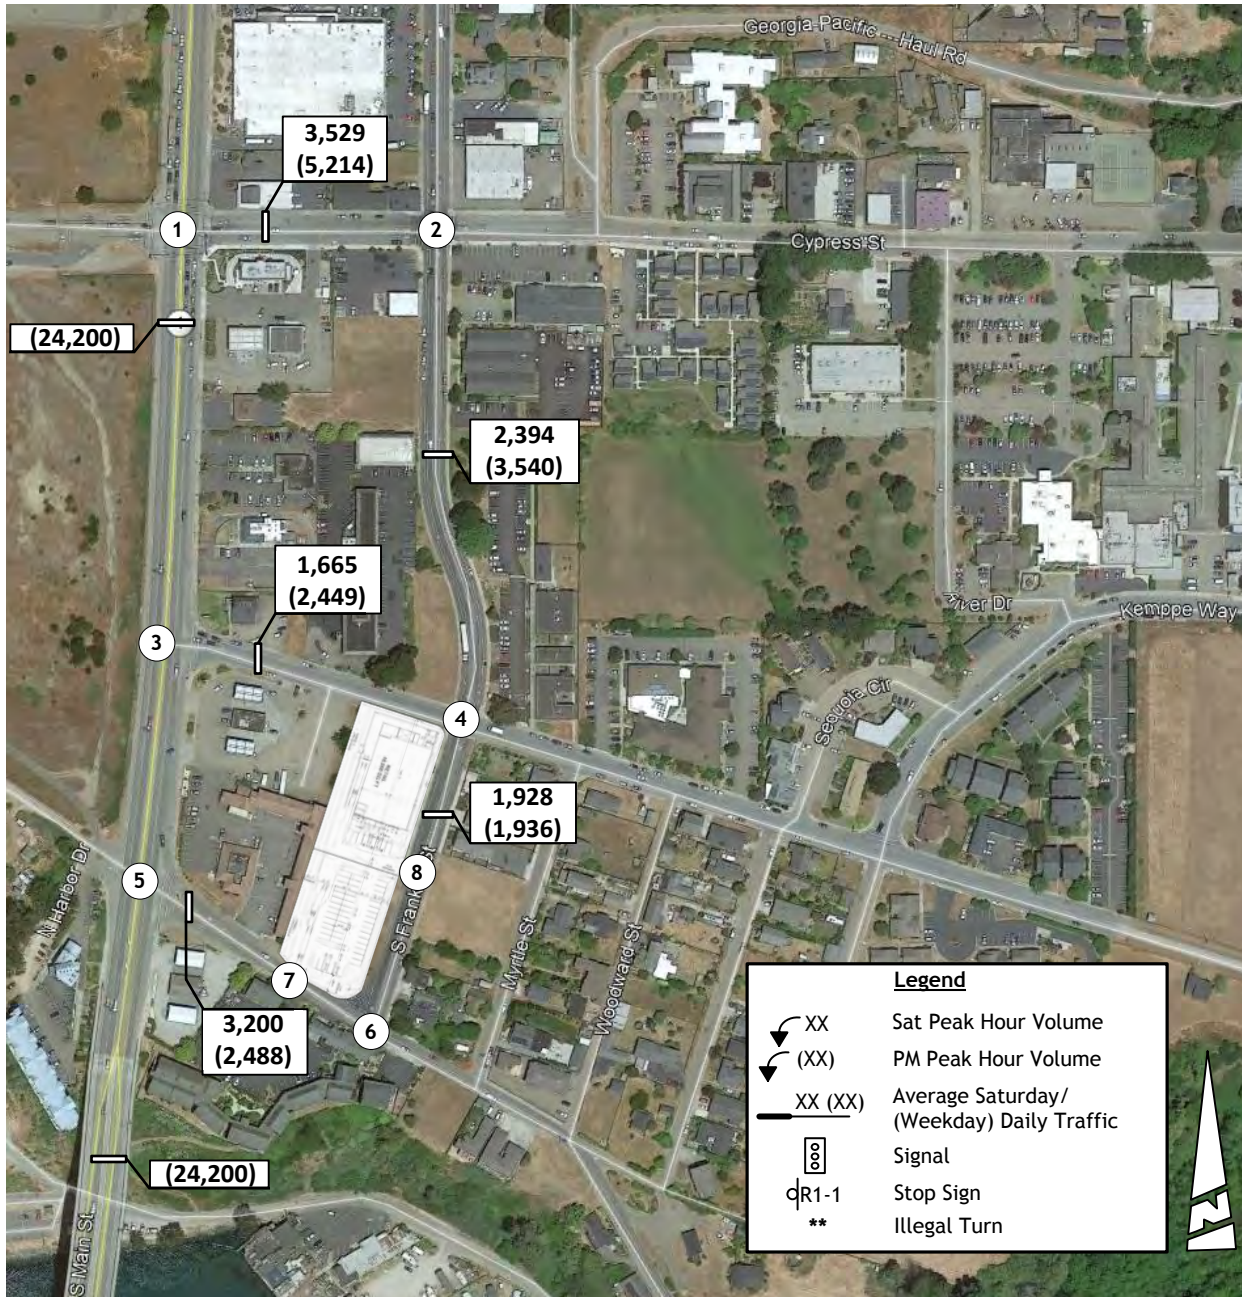 Georgia Pacific --- Haul Rd
3,529
(5,214)
1
2
Cypress St
(24,200)
2,394
(3,540)
1,665
(2,449)
River Dr
Kemppe Way
3
4
Sequoia Cir
1,928
(1,936)
N Harbor Dr
5
8
S Frank
St
Myrtle St
Woodward St
7
3,200
(2,488)
6
(24,200)
S Main St
Legend
XX Sat Peak Hour Volume
(XX) PM Peak Hour Volume
XX (XX) Average Saturday/
(Weekday) Daily Traffic
Signal
R1-1 Stop Sign
** Illegal Turn